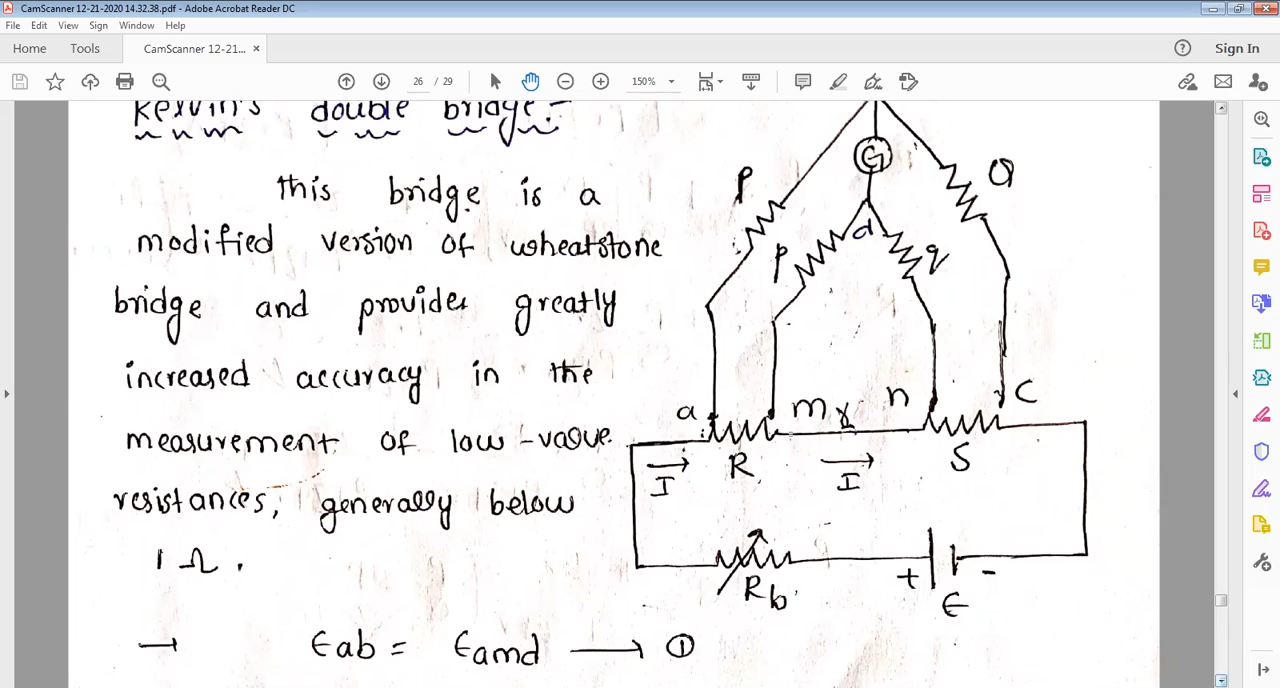 CamScanner 12-21-2020 14.32.38.pdf - Adobe Acrobat Reader DC
File Edit View Sign Window Help
Home Tools CamScanner 12-21... × ? Sign In
26 / 29 150%
Kelvin's double bridge:-
This bridge is a
modified version of wheatstone
bridge and provides greatly
increased accuracy in the
measurement of low-value
resistances, generally below
1 Ω.
→ Eab = Eamd → ①
G
P
Q
p
d
q
a
m
r
n
C
R
S
I
I
Rb
+
-
E